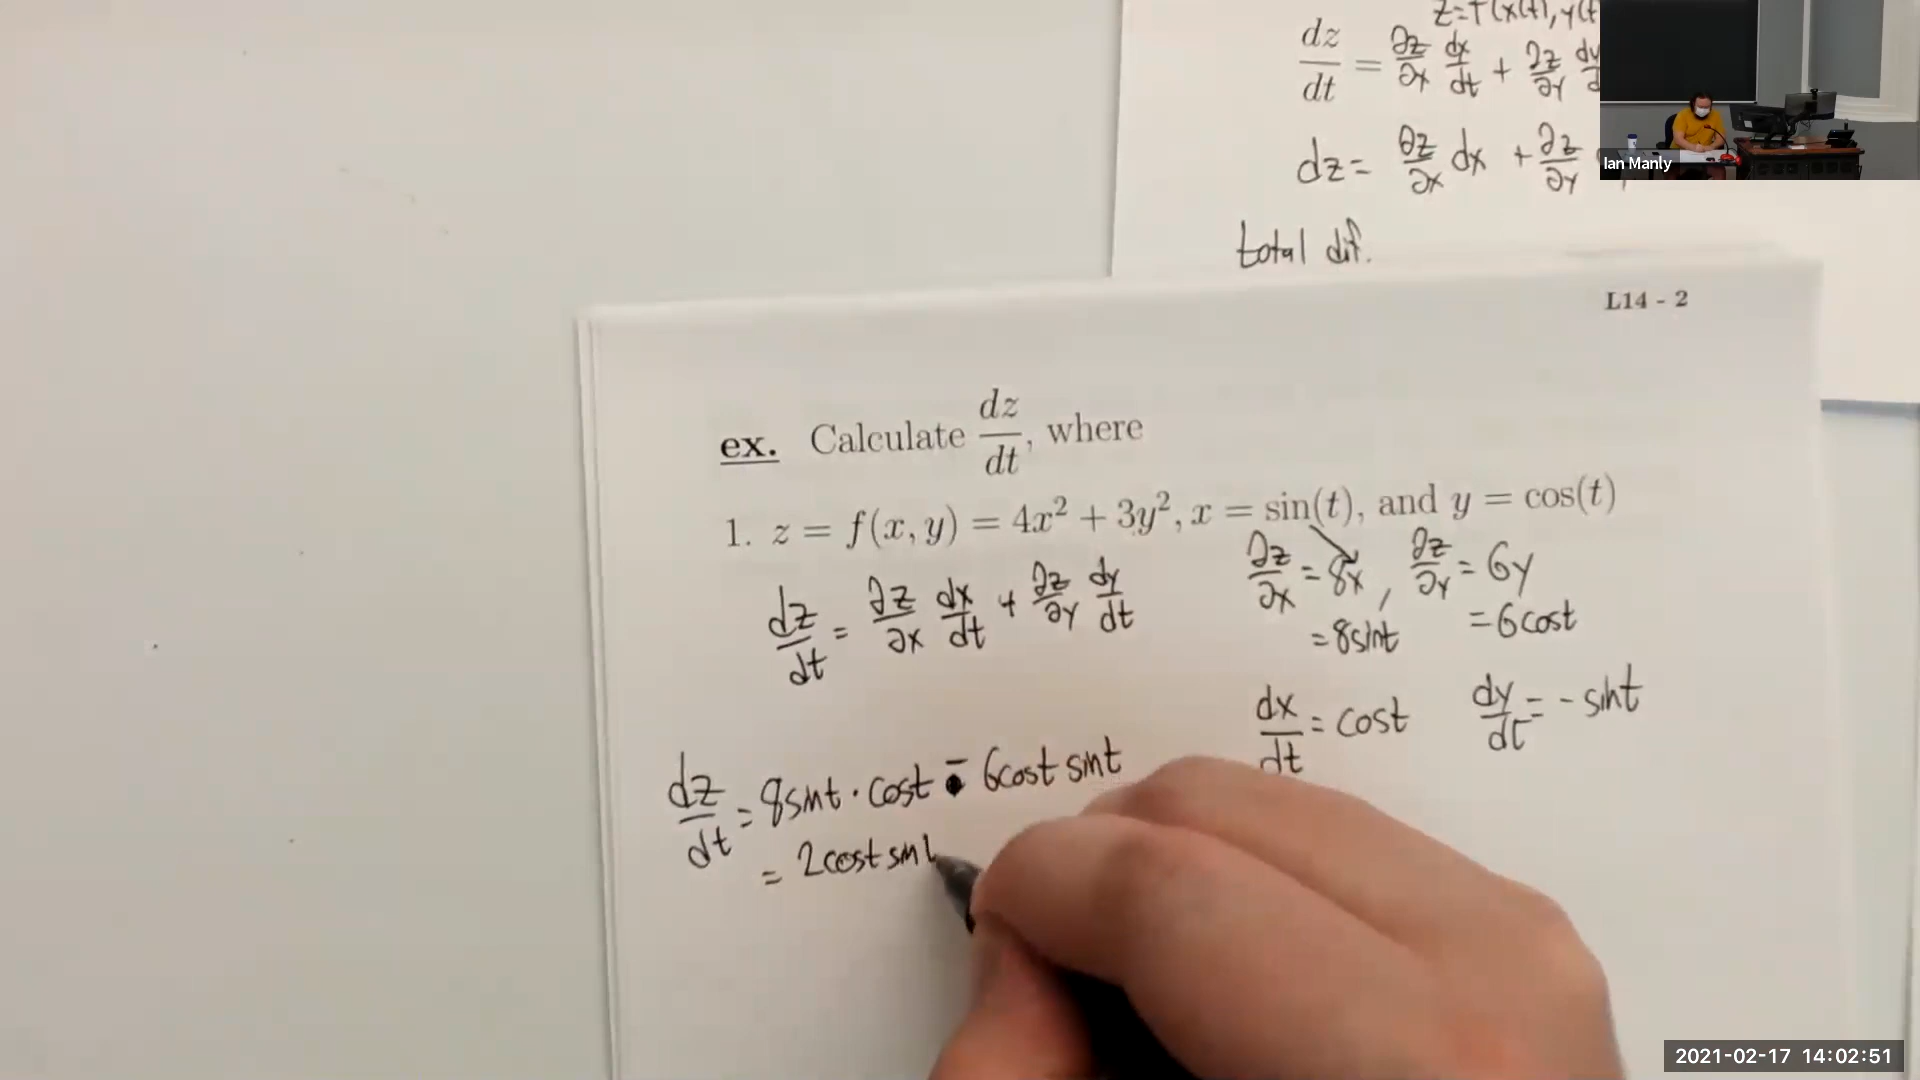 z=f(x(t), y(t
dz/dt = ∂z/∂x dx/dt + ∂z/∂y
dz = ∂z/∂x dx + ∂z/∂y
total dif.
Ian Manly
L14 - 2
ex. Calculate dz/dt, where
1. z = f(x, y) = 4x² + 3y², x = sin(t), and y = cos(t)
dz/dt = ∂z/∂x dx/dt + ∂z/∂y dy/dt
∂z/∂x = 8x, ∂z/∂y = 6y
= 8sint
= 6cost
dx/dt = cost
dy/dt = -sint
dz/dt = 8sint · cost - 6cost sint
= 2cost sin
2021-02-17 14:02:51